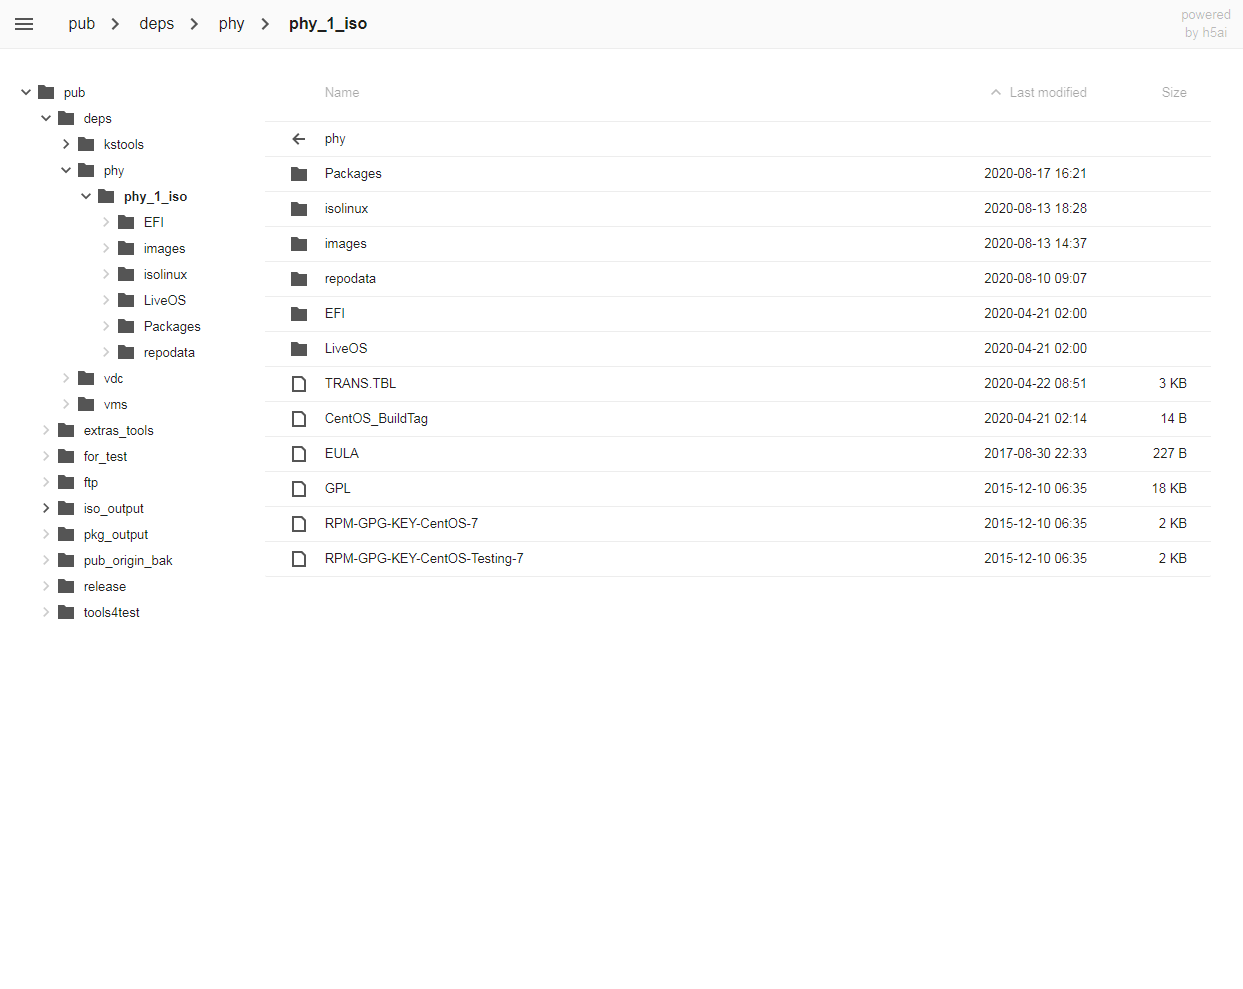 pub deps phy phy_1_iso
powered
by h5ai
pub
deps
kstools
phy
phy_1_iso
EFI
images
isolinux
LiveOS
Packages
repodata
vdc
vms
extras_tools
for_test
ftp
iso_output
pkg_output
pub_origin_bak
release
tools4test
Name Last modified Size
phy
Packages 2020-08-17 16:21
isolinux 2020-08-13 18:28
images 2020-08-13 14:37
repodata 2020-08-10 09:07
EFI 2020-04-21 02:00
LiveOS 2020-04-21 02:00
TRANS.TBL 2020-04-22 08:51 3 KB
CentOS_BuildTag 2020-04-21 02:14 14 B
EULA 2017-08-30 22:33 227 B
GPL 2015-12-10 06:35 18 KB
RPM-GPG-KEY-CentOS-7 2015-12-10 06:35 2 KB
RPM-GPG-KEY-CentOS-Testing-7 2015-12-10 06:35 2 KB